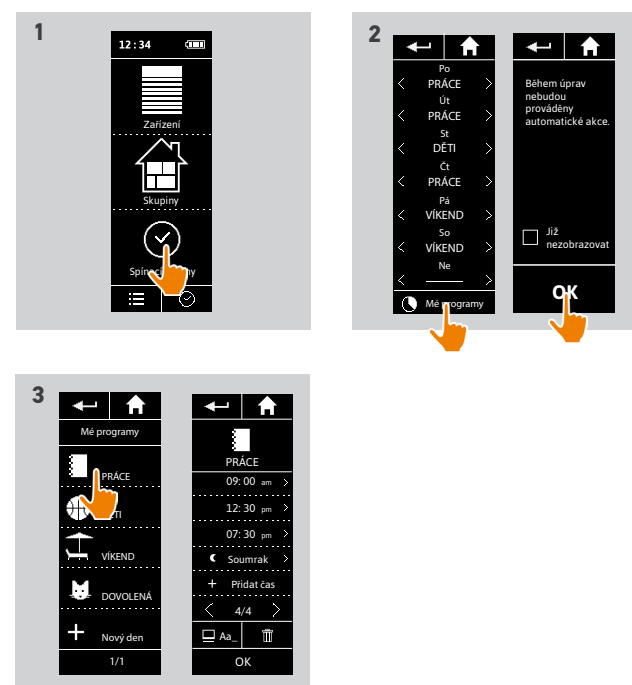 1
12:34
Zařízení
Skupiny
2
Po
PRÁCE
Út
PRÁCE
St
DĚTI
Čt
PRÁCE
Pá
VÍKEND
So
VÍKEND
Ne
Mé programy
Během úprav
nebudou
prováděny
automatické akce.
Již
nezobrazovat
OK
3
Mé programy
PRÁCE
VÍKEND
DOVOLENÁ
Nový den
1/1
PRÁCE
09:00 am
12:30 pm
07:30 pm
Soumrak
+ Přidat čas
4/4
Aa_
OK